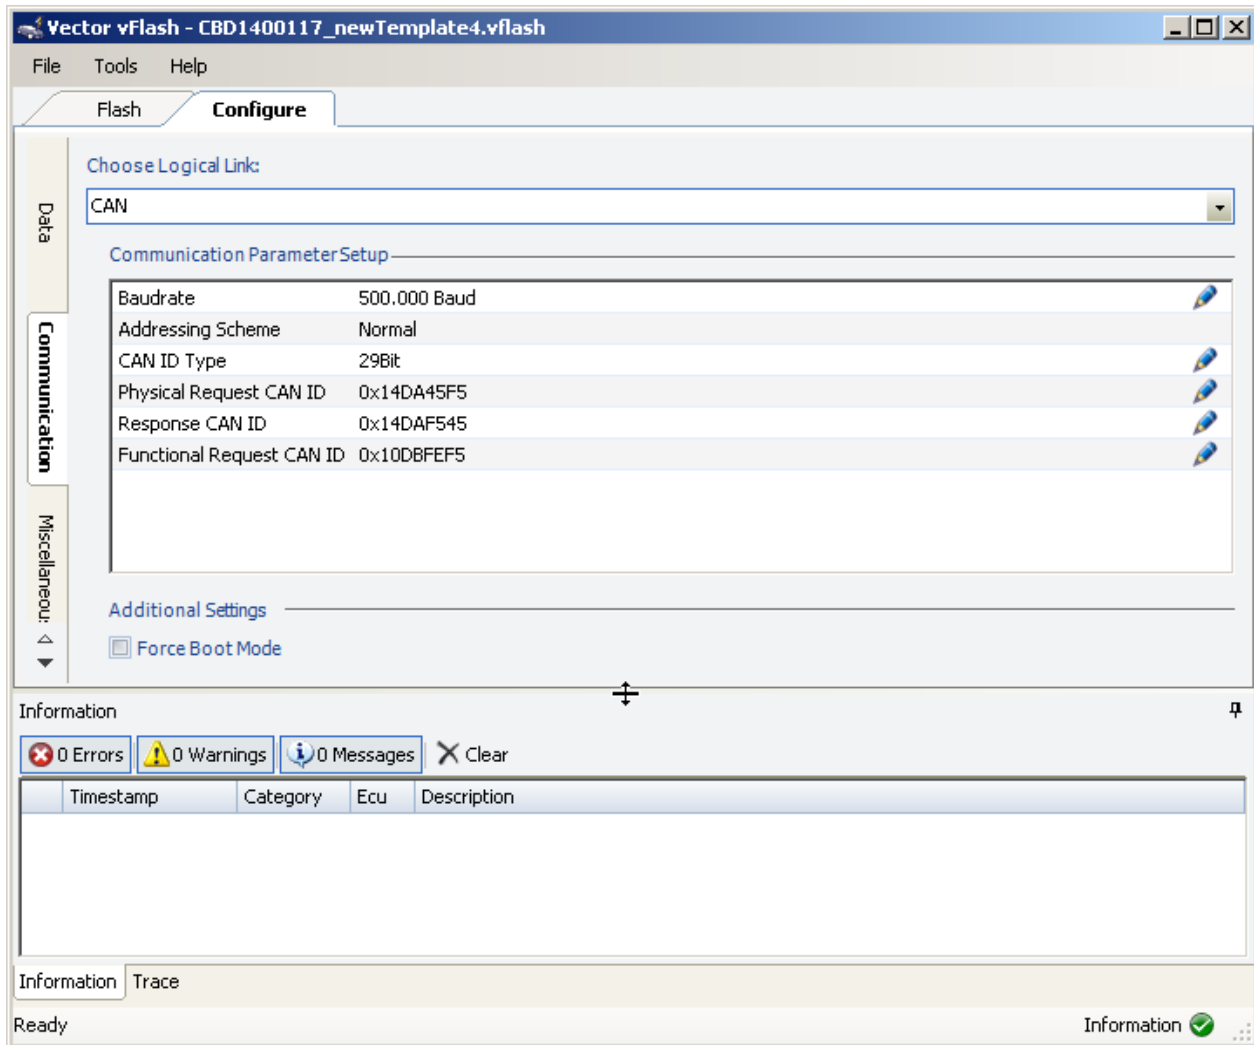 Vector vFlash - CBD1400117_newTemplate4.vflash
File Tools Help
Flash Configure
Data
Communication
Miscellaneou:
Choose Logical Link:
CAN
Communication Parameter Setup
Baudrate 500.000 Baud
Addressing Scheme Normal
CAN ID Type 29Bit
Physical Request CAN ID 0x14DA45F5
Response CAN ID 0x14DAF545
Functional Request CAN ID 0x10DBFEF5
Additional Settings
Force Boot Mode
Information
0 Errors 0 Warnings 0 Messages Clear
Timestamp Category Ecu Description
Information Trace
Ready Information